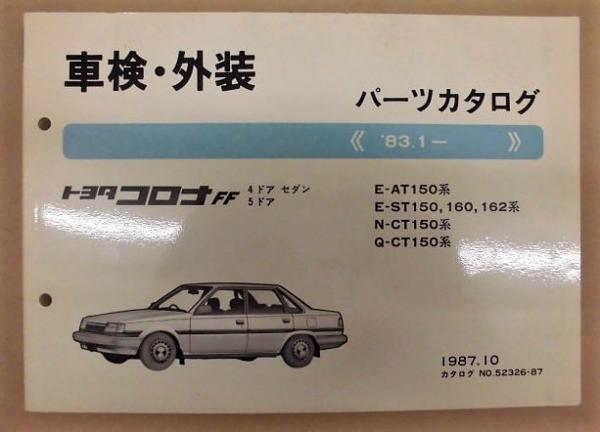 車検・外装
パーツカタログ
《 '83.1— 》
トヨタコロナFF 4ドア セダン
5ドア
E-AT150系
E-ST150, 160, 162系
N-CT150系
Q-CT150系
1987.10
カタログ NO.52326-87